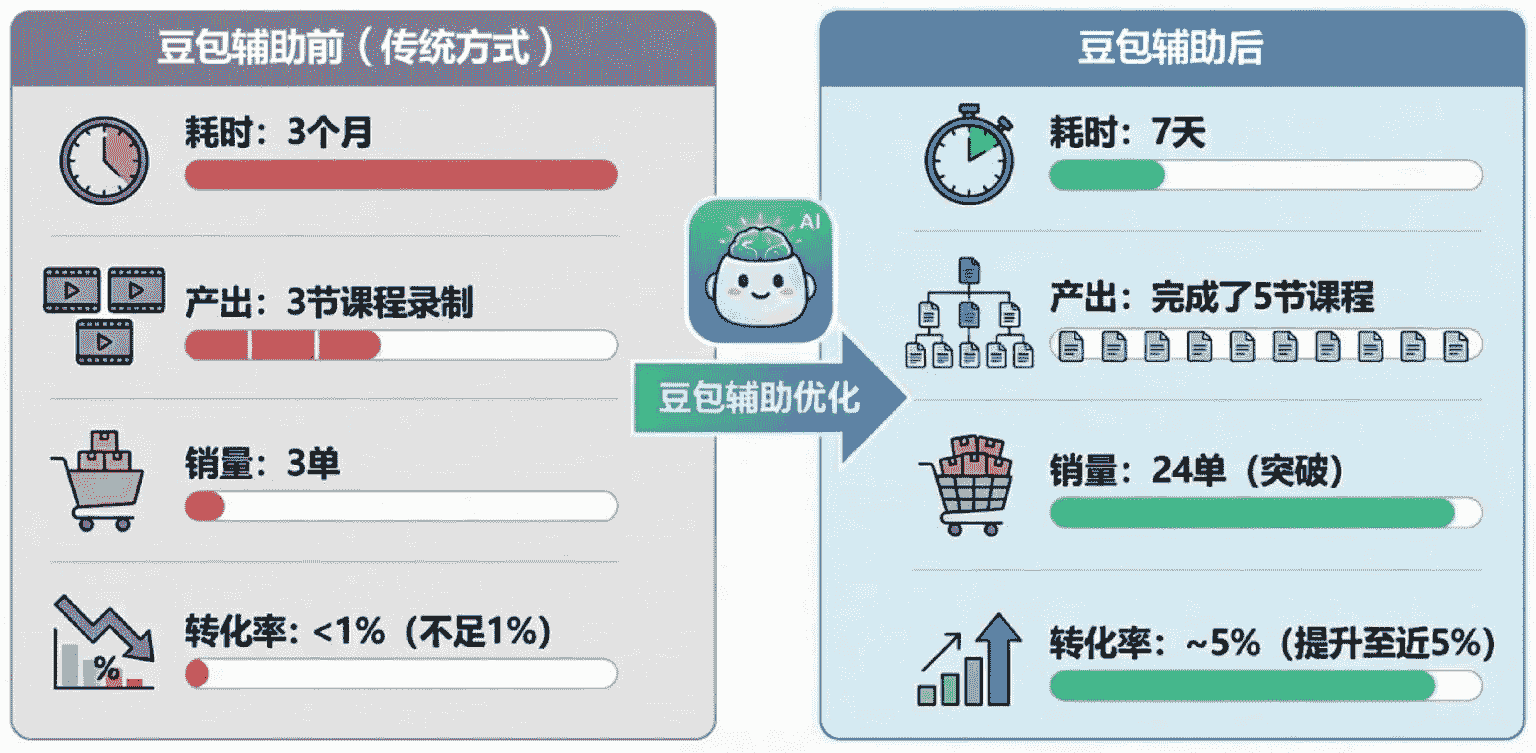 豆包辅助前（传统方式）
耗时：3个月
产出：3节课程录制
销量：3单
转化率：<1%（不足1%）
%
AI
豆包辅助优化
豆包辅助后
耗时：7天
产出：完成了5节课程
销量：24单（突破）
转化率：~5%（提升至近5%）